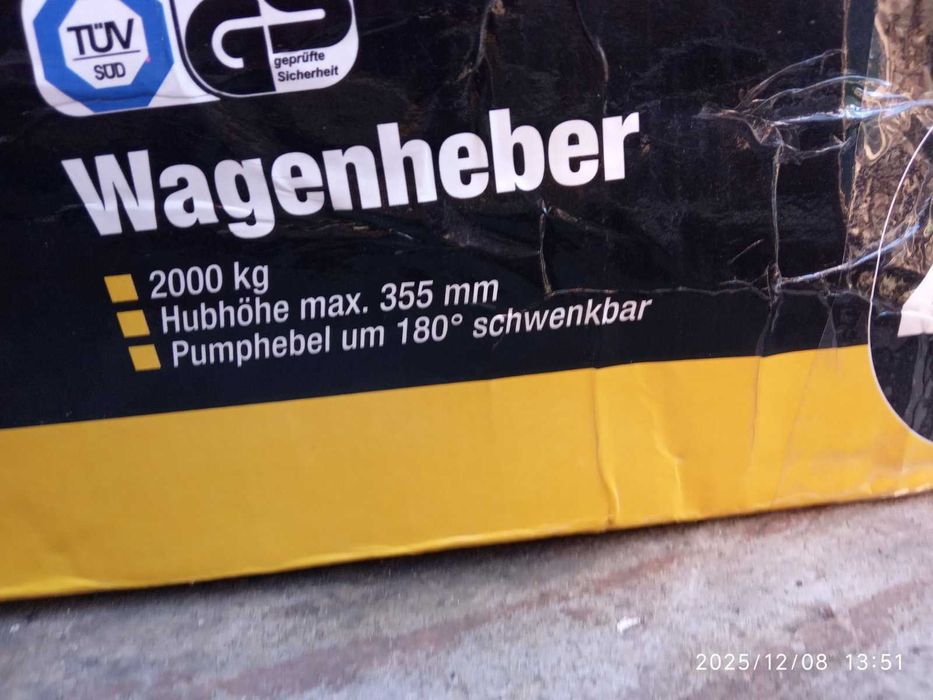 TÜV
SÜD
geprüfte
Sicherheit
Wagenheber
2000 kg
Hubhöhe max. 355 mm
Pumphebel um 180° schwenkbar
2025/12/08 13:51